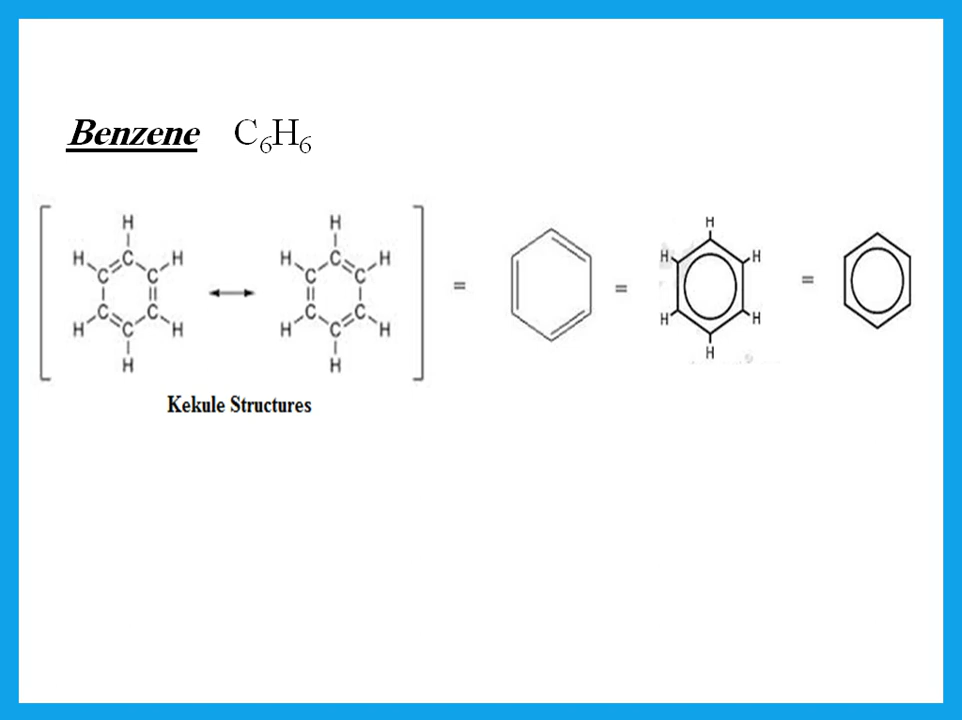 Benzene C₆H₆
H H
H C H H C H
C C C C
= = =
C C C C
H C H H C H
H H
H
H H
H H
H
Kekule Structures